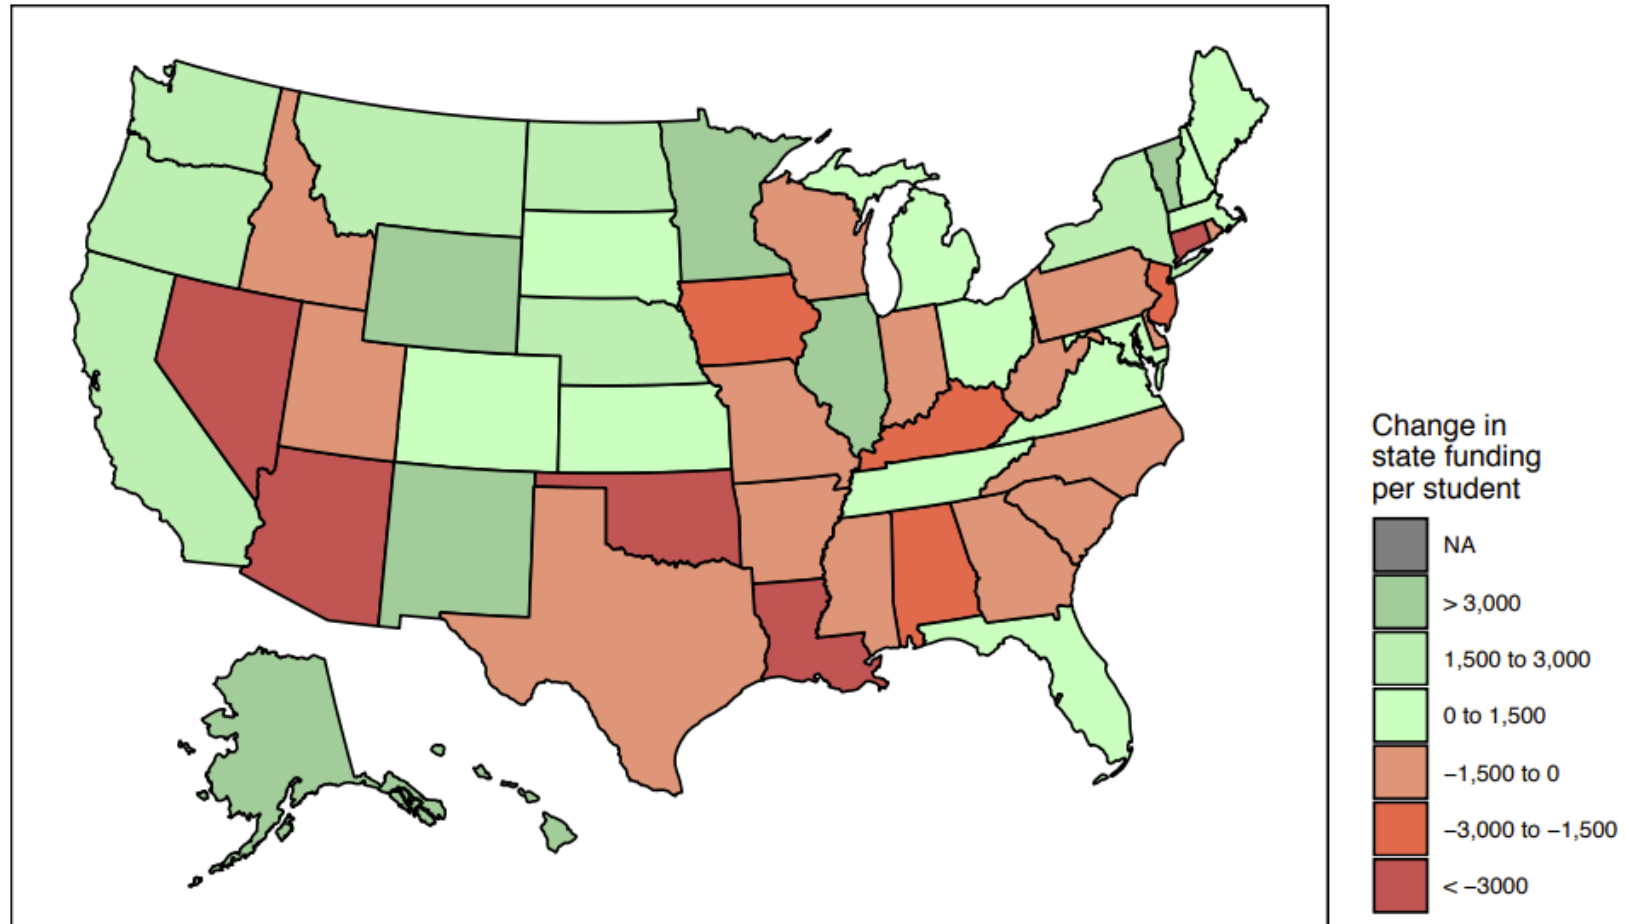 Change in
state funding
per student
NA
> 3,000
1,500 to 3,000
0 to 1,500
−1,500 to 0
−3,000 to −1,500
< −3000